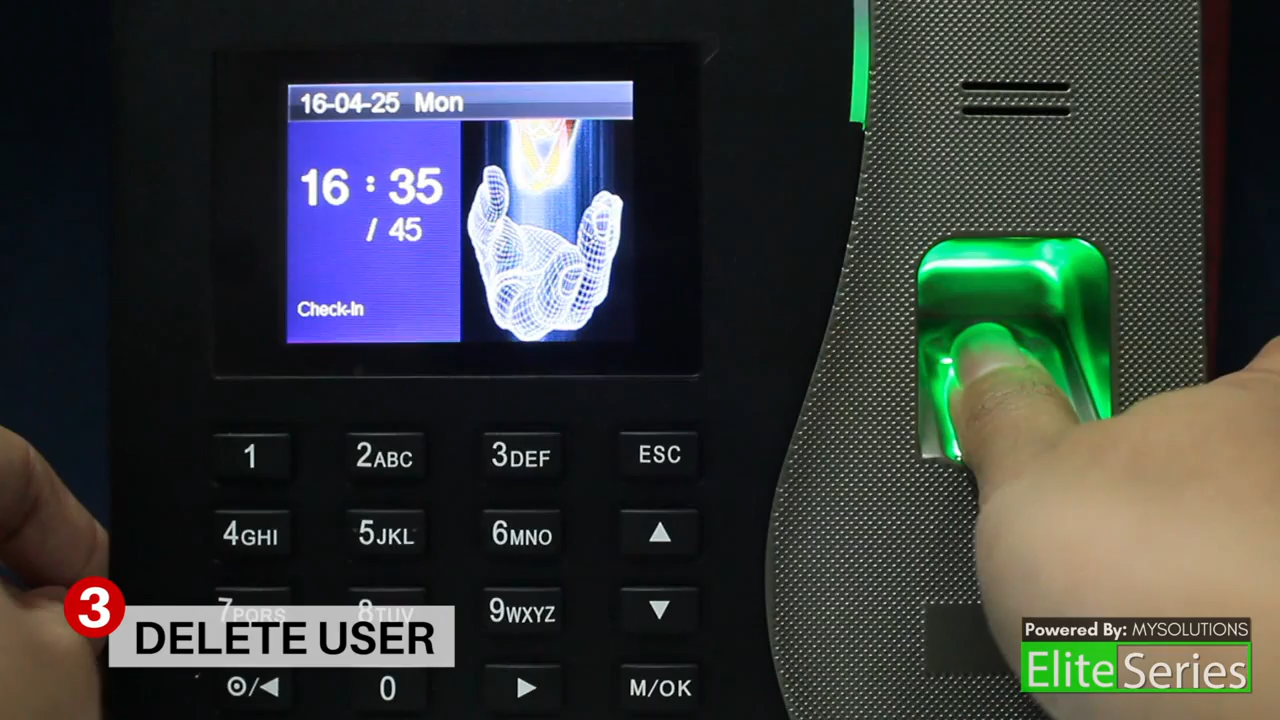 16-04-25 Mon
16 : 35
/ 45
Check-In
1 2ABC 3DEF ESC
4GHI 5JKL 6MNO ▲
7PQRS 8TUV 9WXYZ ▼
3
DELETE USER
⊙/◀ 0 ▶ M/OK
Powered By: MYSOLUTIONS
EliteSeries